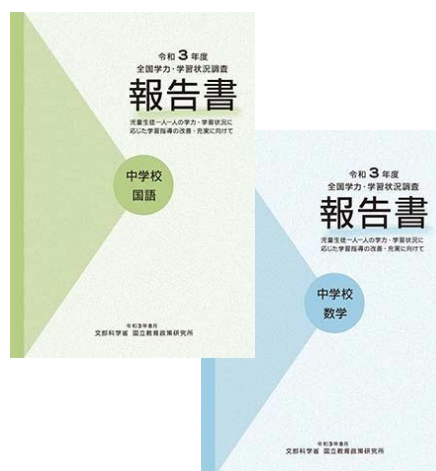 令和3年度
全国学力・学習状況調査
報告書
児童生徒一人一人の学力・学習状況に
応じた学習指導の改善・充実に向けて
中学校
国語
令和3年8月
文部科学省 国立教育政策研究所
令和3年度
全国学力・学習状況調査
報告書
児童生徒一人一人の学力・学習状況に
応じた学習指導の改善・充実に向けて
中学校
数学
令和3年8月
文部科学省 国立教育政策研究所